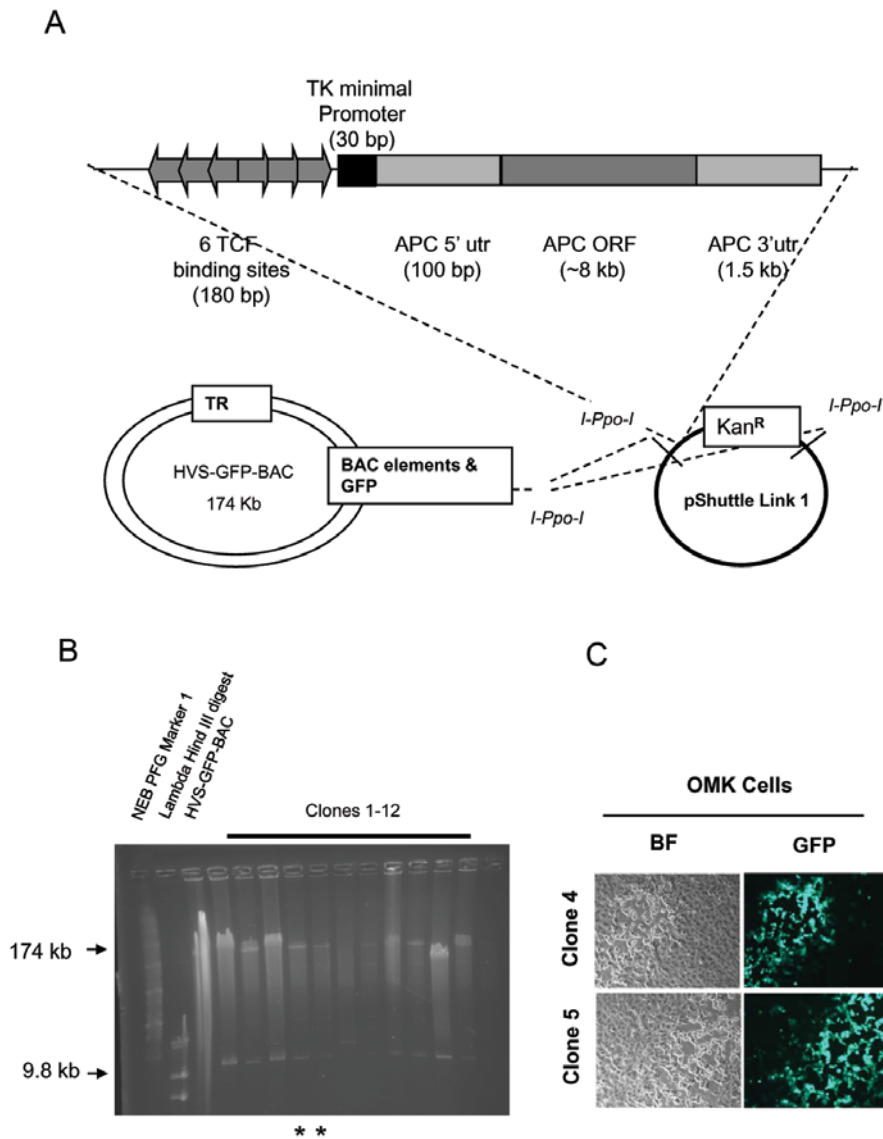 A
TK minimal
Promoter
(30 bp)
6 TCF
binding sites
(180 bp)
APC 5' utr
(100 bp)
APC ORF
(~8 kb)
APC 3'utr
(1.5 kb)
TR
HVS-GFP-BAC
174 Kb
BAC elements &
GFP
I-Ppo-I
I-Ppo-I
KanR
I-Ppo-I
pShuttle Link 1
B
NEB PFG Marker 1
Lambda Hind III digest
HVS-GFP-BAC
Clones 1-12
174 kb
9.8 kb
* *
C
OMK Cells
BF
GFP
Clone 4
Clone 5